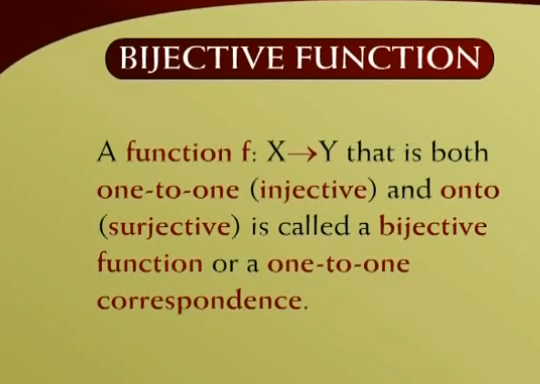 BIJECTIVE FUNCTION
A function f: X→Y that is both
one-to-one (injective) and onto
(surjective) is called a bijective
function or a one-to-one
correspondence.